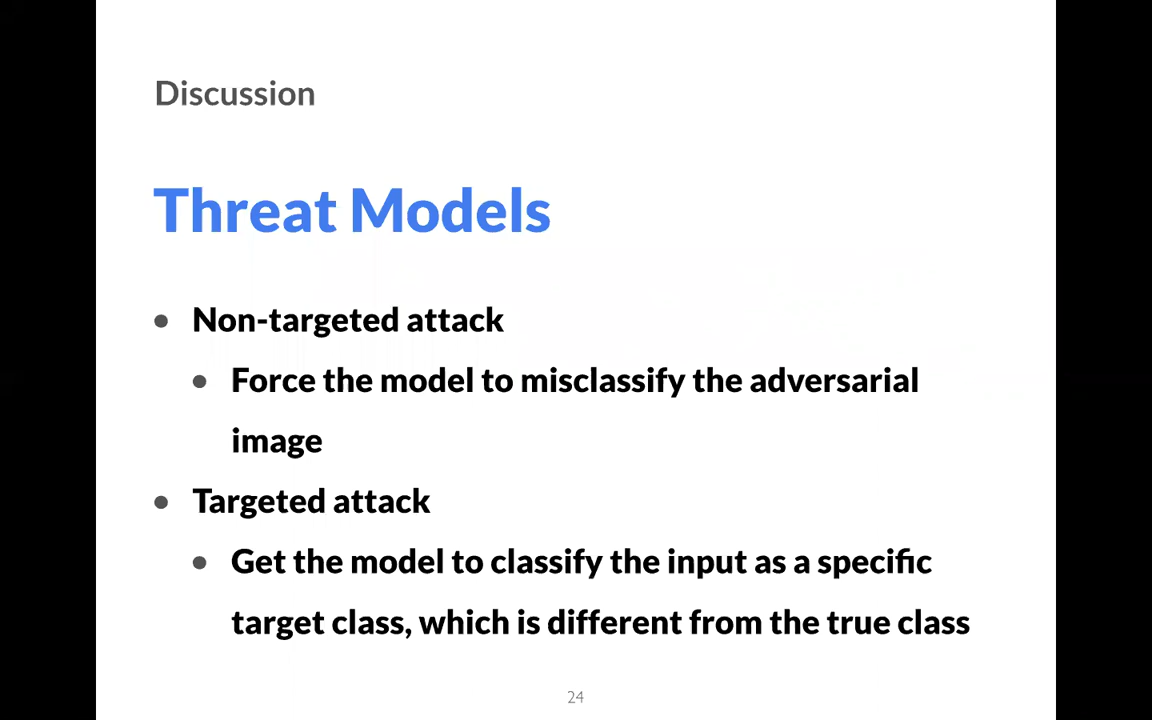 Discussion
Threat Models
• Non-targeted attack
• Force the model to misclassify the adversarial
image
• Targeted attack
• Get the model to classify the input as a specific
target class, which is different from the true class
24